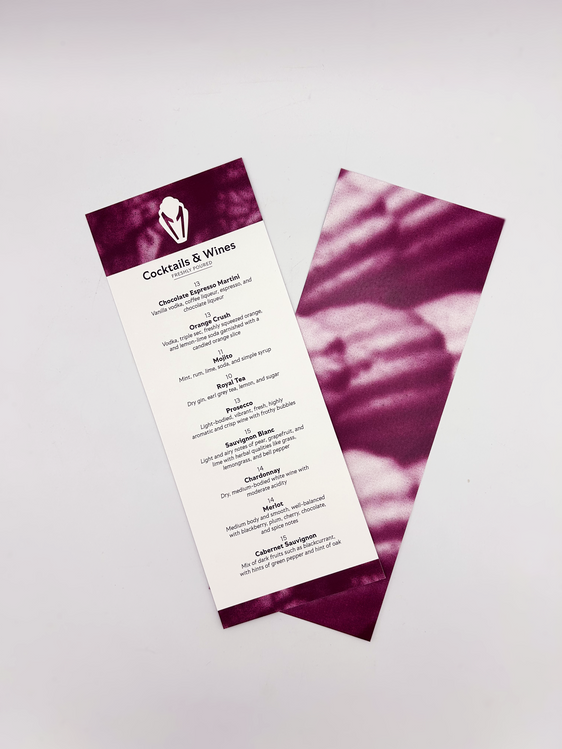 Cocktails & Wines
FRESHLY POURED
13
Chocolate Espresso Martini
Vanilla vodka, coffee liqueur, espresso, and
chocolate liqueur
13
Orange Crush
Vodka, triple sec, freshly squeezed orange,
and lemon-lime soda garnished with a
candied orange slice
11
Mojito
Mint, rum, lime, soda, and simple syrup
10
Royal Tea
Dry gin, earl grey tea, lemon, and sugar
13
Prosecco
Light-bodied, vibrant, fresh, highly
aromatic and crisp wine with frothy bubbles
15
Sauvignon Blanc
Light and airy notes of pear, grapefruit, and
lime with herbal qualities like grass,
lemongrass, and bell pepper
14
Chardonnay
Dry, medium-bodied white wine with
moderate acidity
14
Merlot
Medium body and smooth, well-balanced
with blackberry, plum, cherry, chocolate,
and spice notes
15
Cabernet Sauvignon
Mix of dark fruits such as blackcurrant,
with hints of green pepper and hint of oak